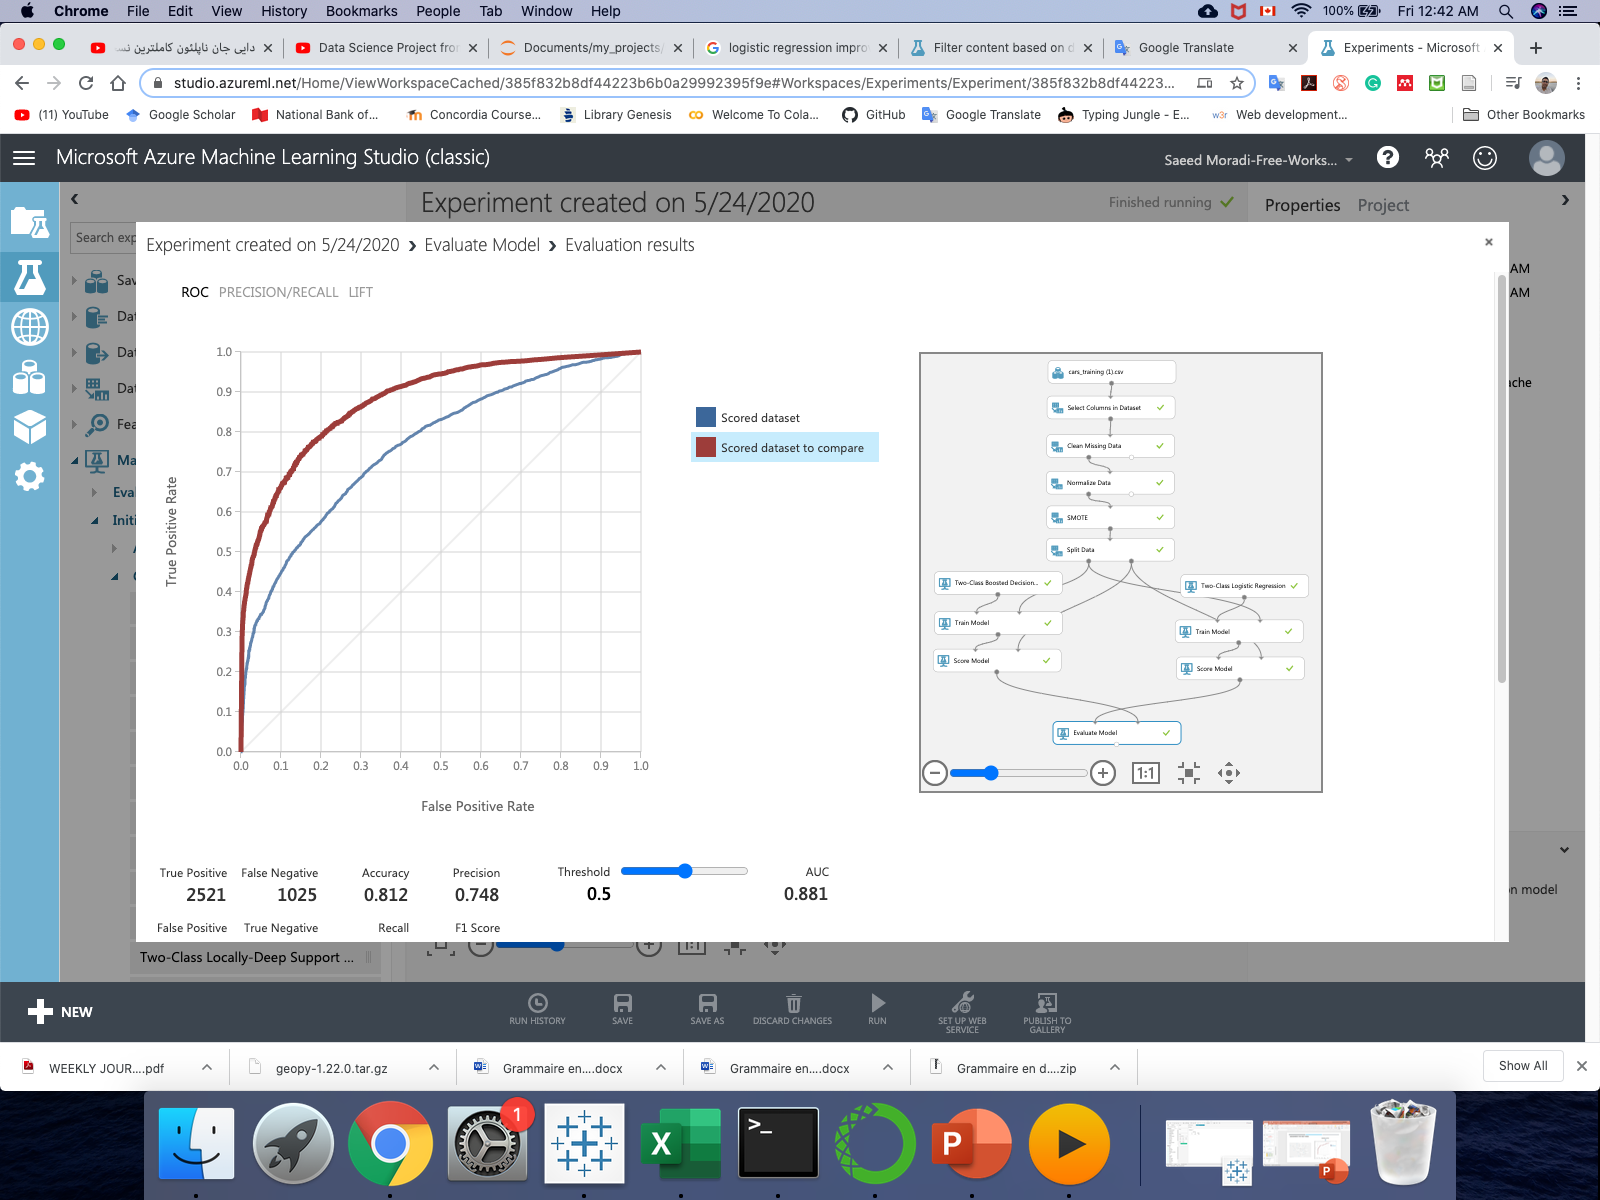 Chrome File Edit View History Bookmarks People Tab Window Help 100% Fri 12:42 AM
دایی جان ناپلئون کاملترین نس
Data Science Project fro
Documents/my_projects/
logistic regression impro
Filter content based on d
Google Translate
Experiments - Microsoft
studio.azureml.net/Home/ViewWorkspaceCached/385f832b8df44223b6b0a29992395f9e#Workspaces/Experiments/Experiment/385f832b8df44223...
(11) YouTube Google Scholar National Bank of... Concordia Course... Library Genesis Welcome To Cola... GitHub Google Translate Typing Jungle - E... w3r Web development... Other Bookmarks
Microsoft Azure Machine Learning Studio (classic)
Saeed Moradi-Free-Works...
Experiment created on 5/24/2020
Finished running
Properties Project
Search exp
Experiment created on 5/24/2020 › Evaluate Model › Evaluation results
×
AM
AM
Sav
Dat
Dat
Dat
Fea
Ma
Eval
Initi
ache
ROC PRECISION/RECALL LIFT
True Positive Rate
1.0
0.9
0.8
0.7
0.6
0.5
0.4
0.3
0.2
0.1
0.0
0.0 0.1 0.2 0.3 0.4 0.5 0.6 0.7 0.8 0.9 1.0
False Positive Rate
Scored dataset
Scored dataset to compare
cars_training (1).csv
Select Columns in Dataset
Clean Missing Data
Normalize Data
SMOTE
Split Data
Two-Class Boosted Decision...
Two-Class Logistic Regression
Train Model
Train Model
Score Model
Score Model
Evaluate Model
1:1
True Positive False Negative Accuracy Precision Threshold AUC
2521 1025 0.812 0.748 0.5 0.881
False Positive True Negative Recall F1 Score
on model
Two-Class Locally-Deep Support ...
1:1
NEW
RUN HISTORY
SAVE
SAVE AS
DISCARD CHANGES
RUN
SET UP WEB
SERVICE
PUBLISH TO
GALLERY
WEEKLY JOUR....pdf
geopy-1.22.0.tar.gz
Grammaire en....docx
Grammaire en....docx
Grammaire en d....zip
Show All
1
X
>_
P
P